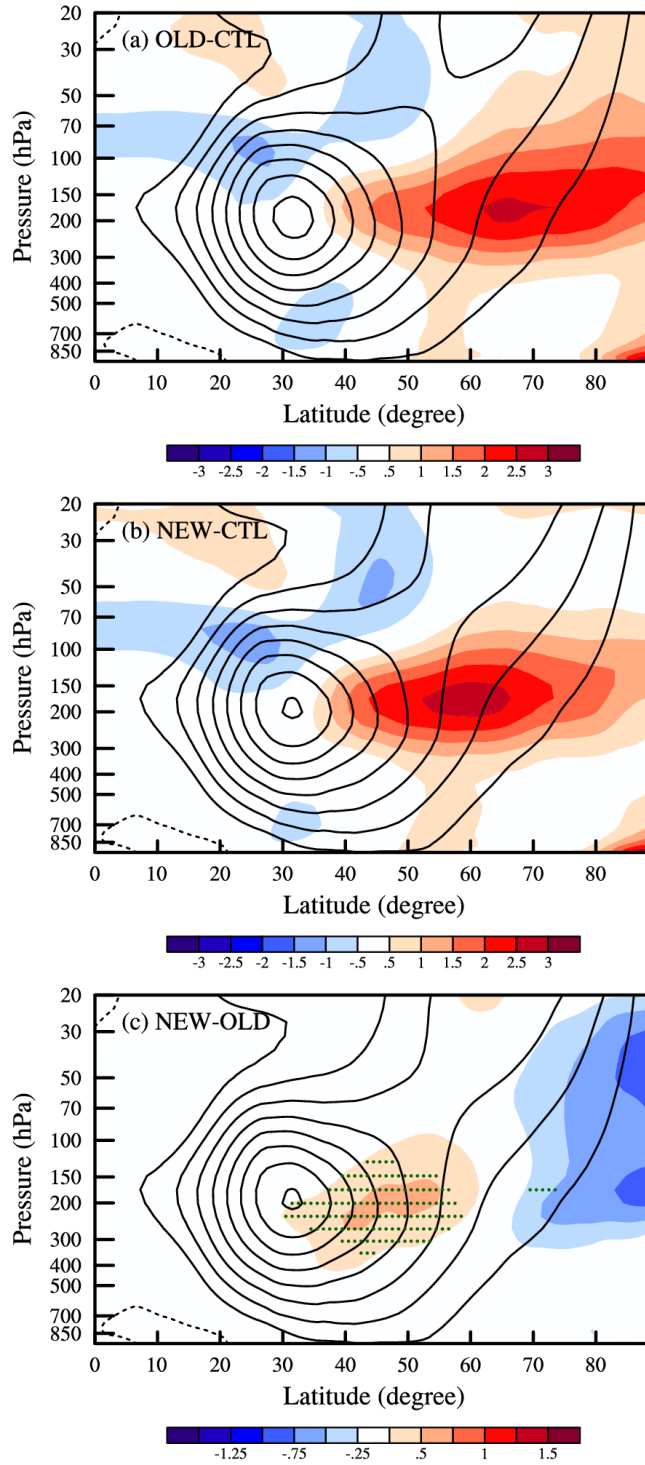 20
(a) OLD-CTL
30
50
70
100
150
200
300
400
500
700
850
Pressure (hPa)
0 10 20 30 40 50 60 70 80
Latitude (degree)
-3 -2.5 -2 -1.5 -1 -.5 .5 1 1.5 2 2.5 3
20
(b) NEW-CTL
30
50
70
100
150
200
300
400
500
700
850
Pressure (hPa)
0 10 20 30 40 50 60 70 80
Latitude (degree)
-3 -2.5 -2 -1.5 -1 -.5 .5 1 1.5 2 2.5 3
20
(c) NEW-OLD
30
50
70
100
150
200
300
400
500
700
850
Pressure (hPa)
0 10 20 30 40 50 60 70 80
Latitude (degree)
-1.25 -.75 -.25 .5 1 1.5